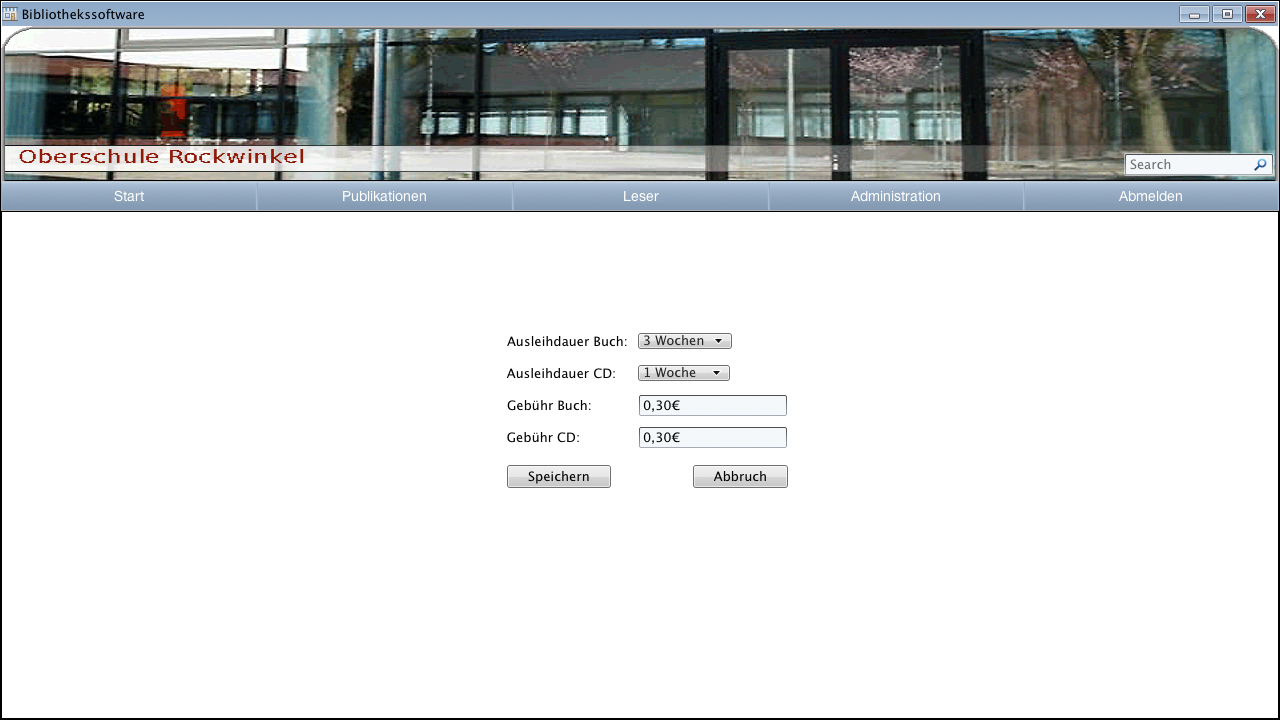 Bibliothekssoftware
Oberschule Rockwinkel
Search
Start Publikationen Leser Administration Abmelden
Ausleihdauer Buch: 3 Wochen
Ausleihdauer CD: 1 Woche
Gebühr Buch: 0,30€
Gebühr CD: 0,30€
Speichern Abbruch